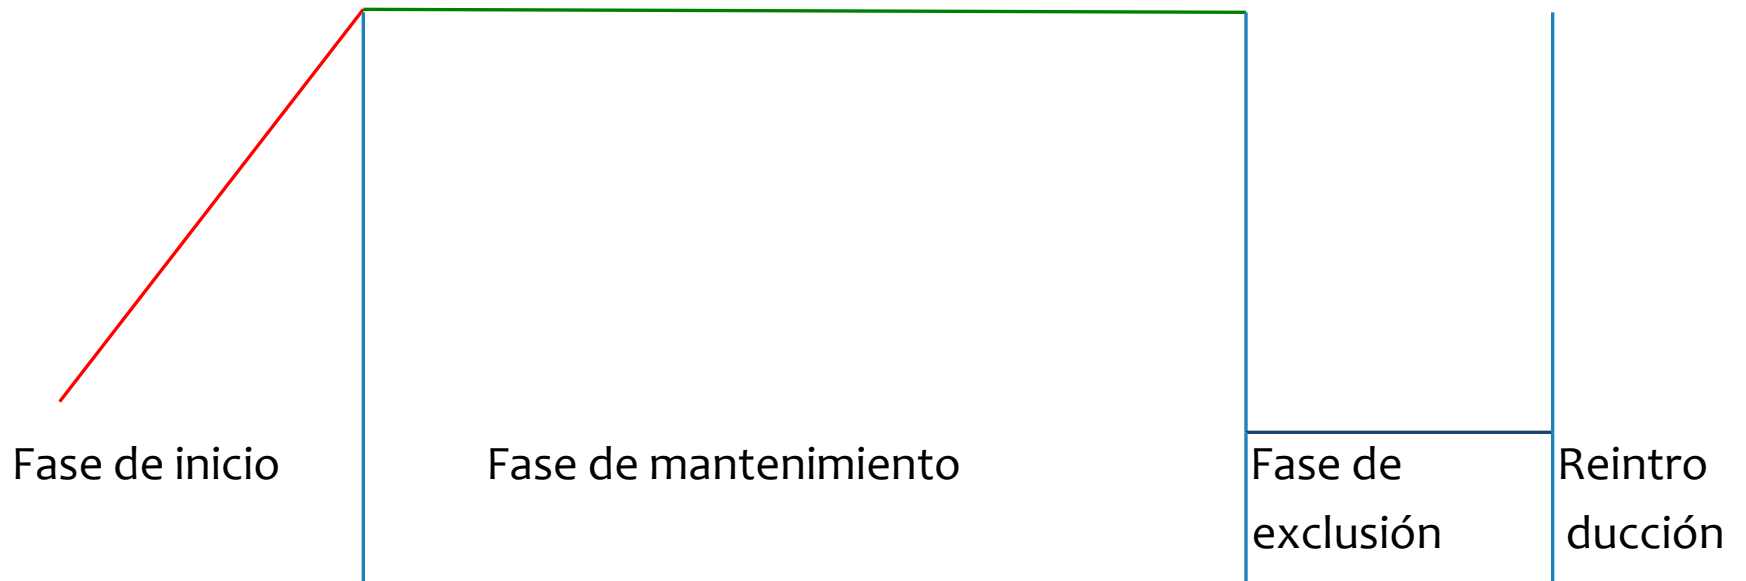 Fase de inicio
Fase de mantenimiento
Fase de
exclusión
Reintro
ducción